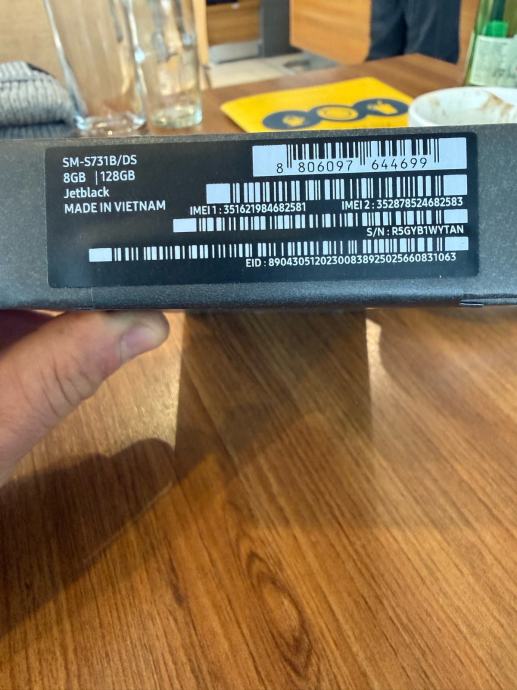 SM-S731B/DS
8GB | 128GB
Jetblack
MADE IN VIETNAM
8 806097 644699
IMEI 1 : 351621984682581
IMEI 2 : 352878524682583
S/N : R5GYB1WYTAN
EID : 89043051202300838925025660831063